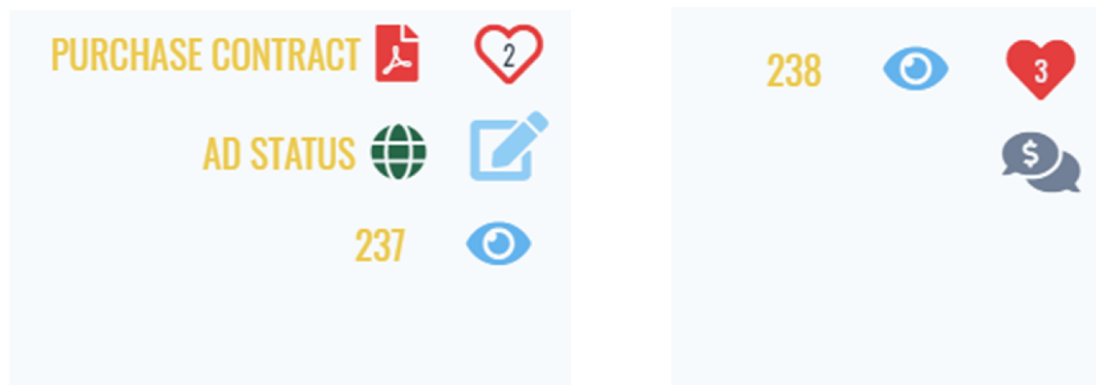 PURCHASE CONTRACT 2
AD STATUS
237
238 3
$